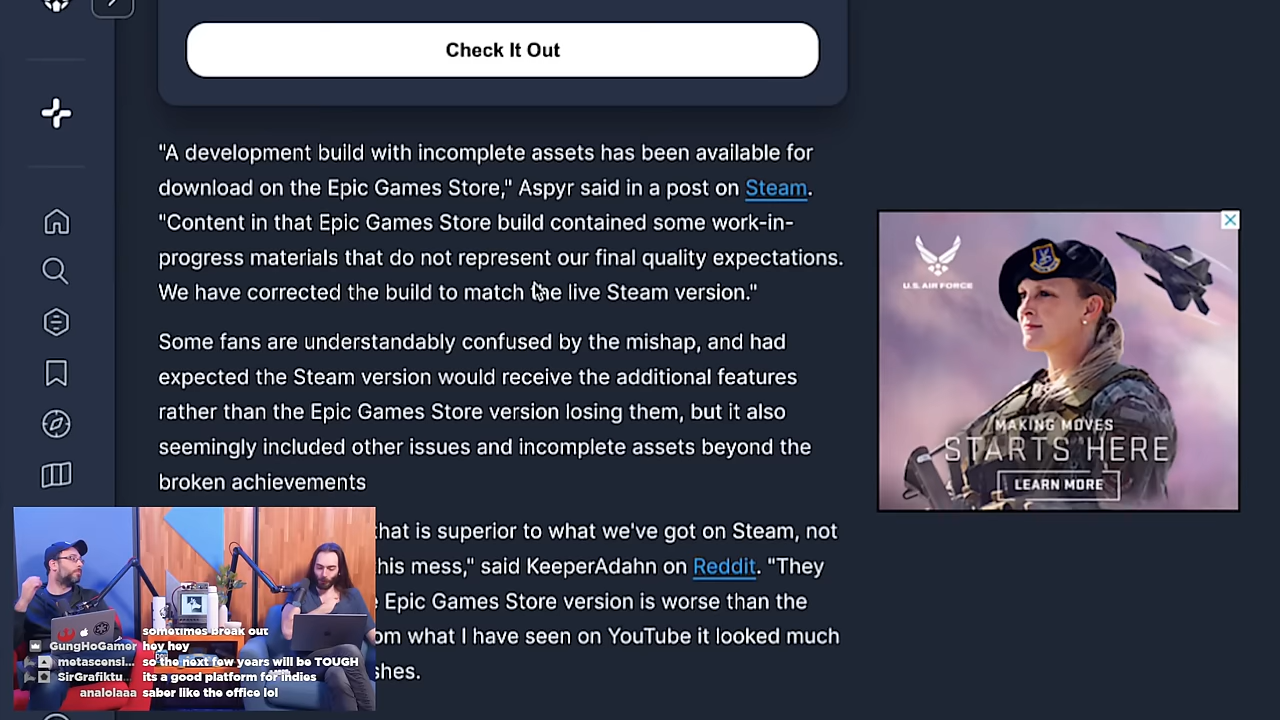 Check It Out
"A development build with incomplete assets has been available for
download on the Epic Games Store," Aspyr said in a post on Steam.
"Content in that Epic Games Store build contained some work-in-
progress materials that do not represent our final quality expectations.
We have corrected the build to match the live Steam version."
Some fans are understandably confused by the mishap, and had
expected the Steam version would receive the additional features
rather than the Epic Games Store version losing them, but it also
seemingly included other issues and incomplete assets beyond the
broken achievements
that is superior to what we've got on Steam, not
his mess," said KeeperAdahn on Reddit. "They
Epic Games Store version is worse than the
om what I have seen on YouTube it looked much
shes.
U.S. AIR FORCE
MAKING MOVES
STARTS HERE
LEARN MORE
sometimes break out
GungHoGamer hey hey
metascensi... so the next few years will be TOUGH
SirGrafiktu... its a good platform for indies
analolaaa saber like the office lol